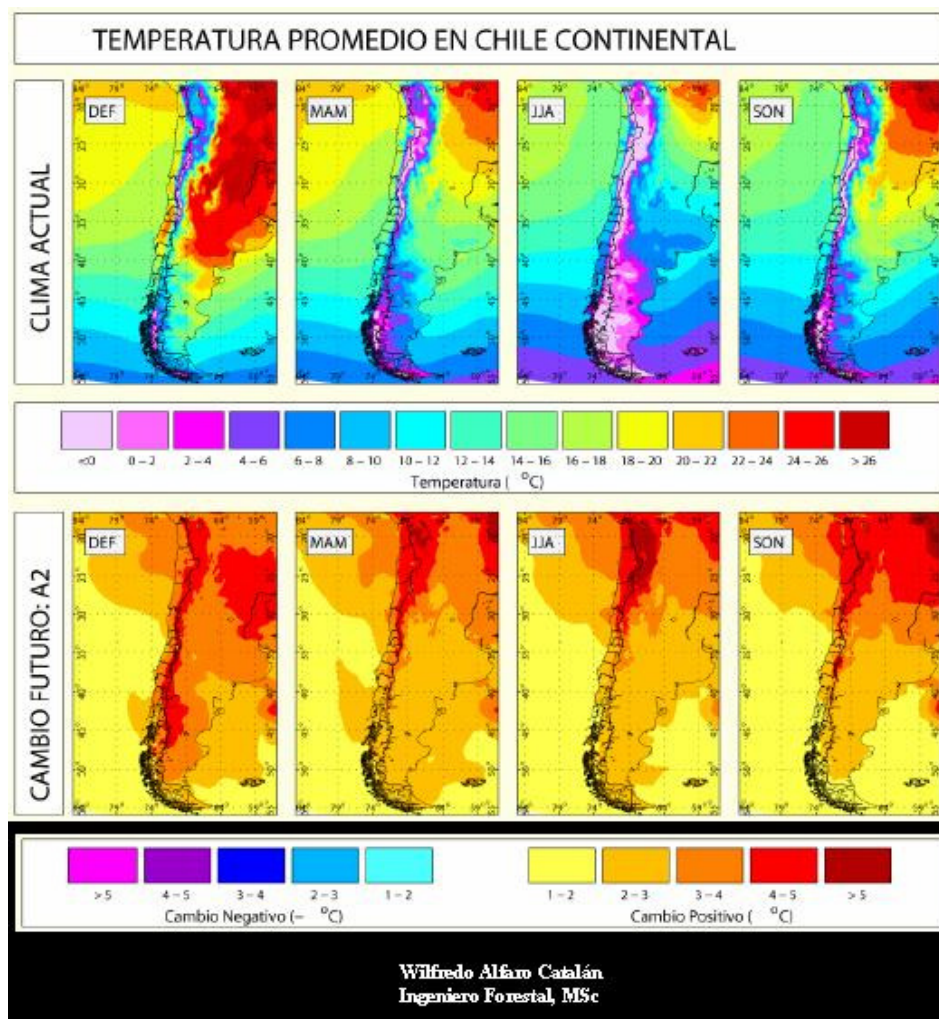 TEMPERATURA PROMEDIO EN CHILE CONTINENTAL
CLIMA ACTUAL
DEF
MAM
JJA
SON
≤0 0 – 2 2 – 4 4 – 6 6 – 8 8 – 10 10 – 12 12 – 14 14 – 16 16 – 18 18 – 20 20 – 22 22 – 24 24 – 26 > 26
Temperatura ( °C)
CAMBIO FUTURO: A2
DEF
MAM
JJA
SON
> 5 4 – 5 3 – 4 2 – 3 1 – 2
Cambio Negativo (– °C)
1 – 2 2 – 3 3 – 4 4 – 5 > 5
Cambio Positivo ( °C)
Wilfredo Alfaro Catalán
Ingeniero Forestal, MSc